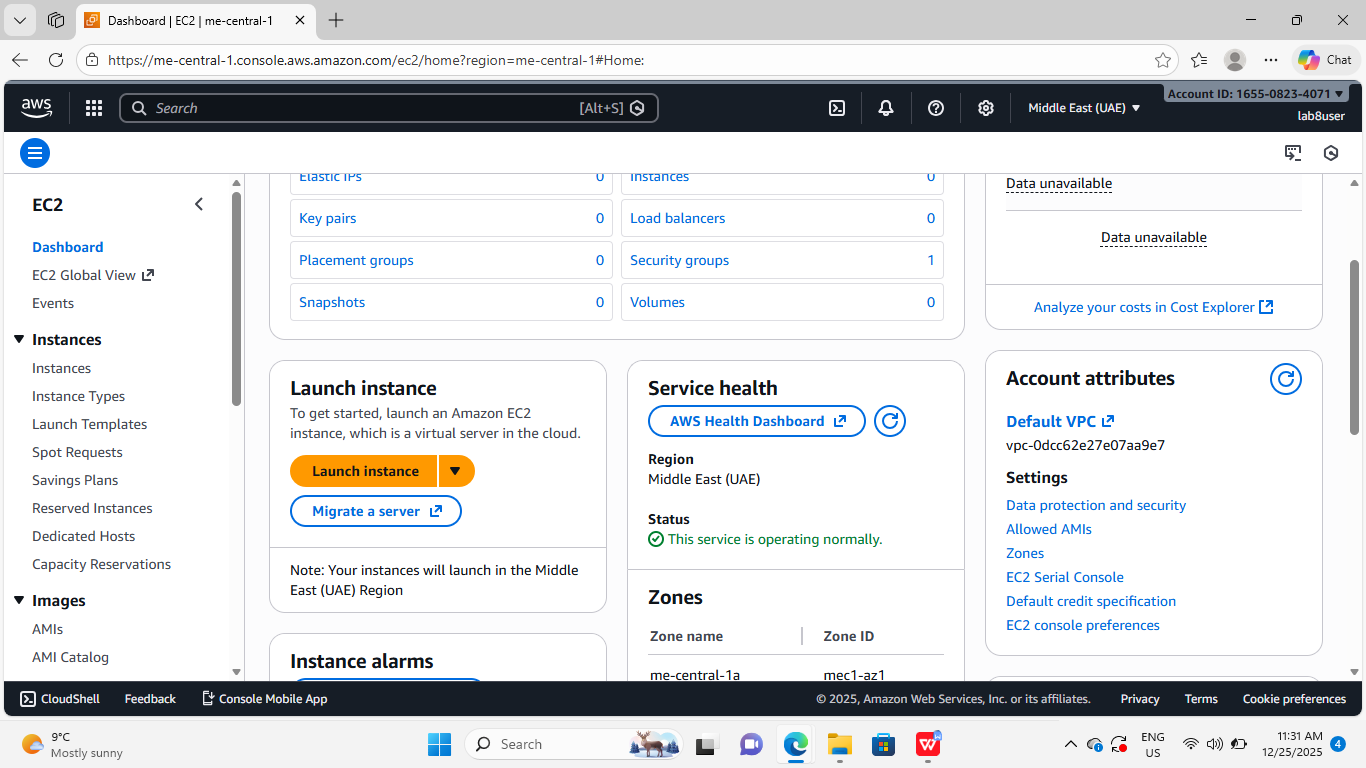 Dashboard | EC2 | me-central-1
https://me-central-1.console.aws.amazon.com/ec2/home?region=me-central-1#Home:
Chat
aws
Search
[Alt+S]
Middle East (UAE)
Account ID: 1655-0823-4071
lab8user
EC2
Dashboard
EC2 Global View
Events
Instances
Instances
Instance Types
Launch Templates
Spot Requests
Savings Plans
Reserved Instances
Dedicated Hosts
Capacity Reservations
Images
AMIs
AMI Catalog
Elastic IPs 0
Instances 0
Key pairs 0
Load balancers 0
Placement groups 0
Security groups 1
Snapshots 0
Volumes 0
Launch instance
To get started, launch an Amazon EC2
instance, which is a virtual server in the cloud.
Launch instance
Migrate a server
Note: Your instances will launch in the Middle
East (UAE) Region
Instance alarms
Service health
AWS Health Dashboard
Region
Middle East (UAE)
Status
This service is operating normally.
Zones
Zone name Zone ID
me-central-1a mec1-az1
Data unavailable
Data unavailable
Analyze your costs in Cost Explorer
Account attributes
Default VPC
vpc-0dcc62e27e07aa9e7
Settings
Data protection and security
Allowed AMIs
Zones
EC2 Serial Console
Default credit specification
EC2 console preferences
CloudShell
Feedback
Console Mobile App
© 2025, Amazon Web Services, Inc. or its affiliates.
Privacy
Terms
Cookie preferences
9°C
Mostly sunny
Search
ENG
US
11:31 AM
12/25/2025
4